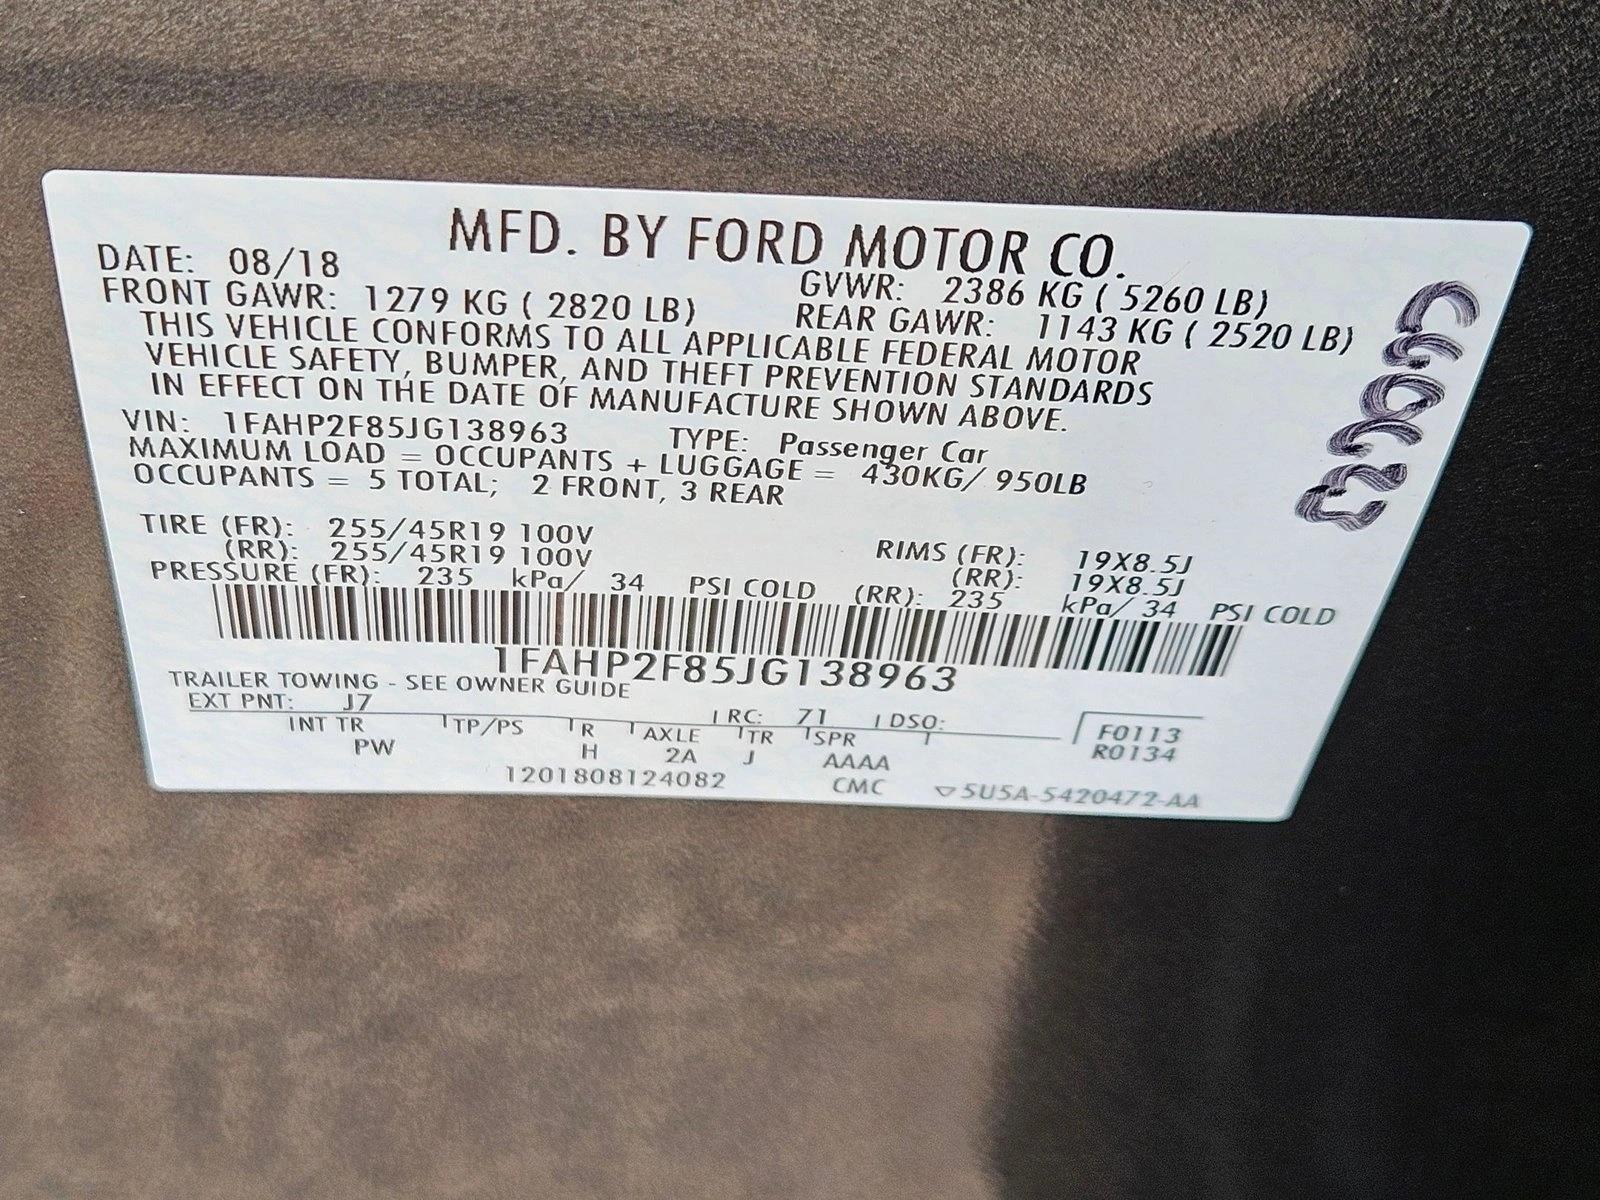 MFD. BY FORD MOTOR CO.
DATE: 08/18 GVWR: 2386 KG ( 5260 LB)
FRONT GAWR: 1279 KG ( 2820 LB) REAR GAWR: 1143 KG ( 2520 LB)
THIS VEHICLE CONFORMS TO ALL APPLICABLE FEDERAL MOTOR
VEHICLE SAFETY, BUMPER, AND THEFT PREVENTION STANDARDS
IN EFFECT ON THE DATE OF MANUFACTURE SHOWN ABOVE.
VIN: 1FAHP2F85JG138963 TYPE: Passenger Car
MAXIMUM LOAD = OCCUPANTS + LUGGAGE = 430KG/ 950LB
OCCUPANTS = 5 TOTAL; 2 FRONT, 3 REAR
TIRE (FR): 255/45R19 100V RIMS (FR): 19X8.5J
(RR): 255/45R19 100V (RR): 19X8.5J
PRESSURE (FR): 235 kPa/ 34 PSI COLD (RR): 235 kPa/ 34 PSI COLD
1FAHP2F85JG138963
TRAILER TOWING - SEE OWNER GUIDE
EXT PNT: J7 RC: 71 DSO:
INT TR TP/PS R AXLE TR SPR F0113
PW H 2A J AAAA R0134
1201808124082 CMC ▽5U5A-5420472-AA